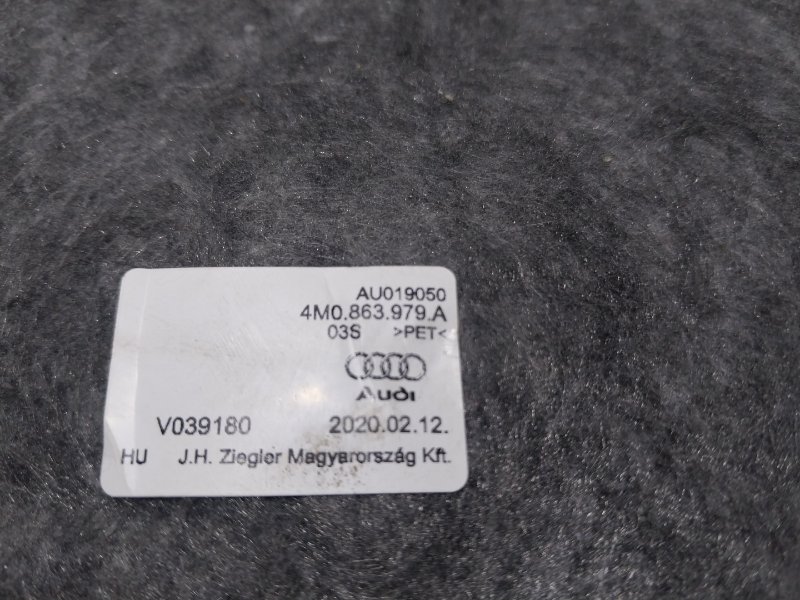 AU019050
4M0.863.979.A
03S >PET<
Audi
V039180 2020.02.12.
HU J.H. Ziegler Magyarország Kft.